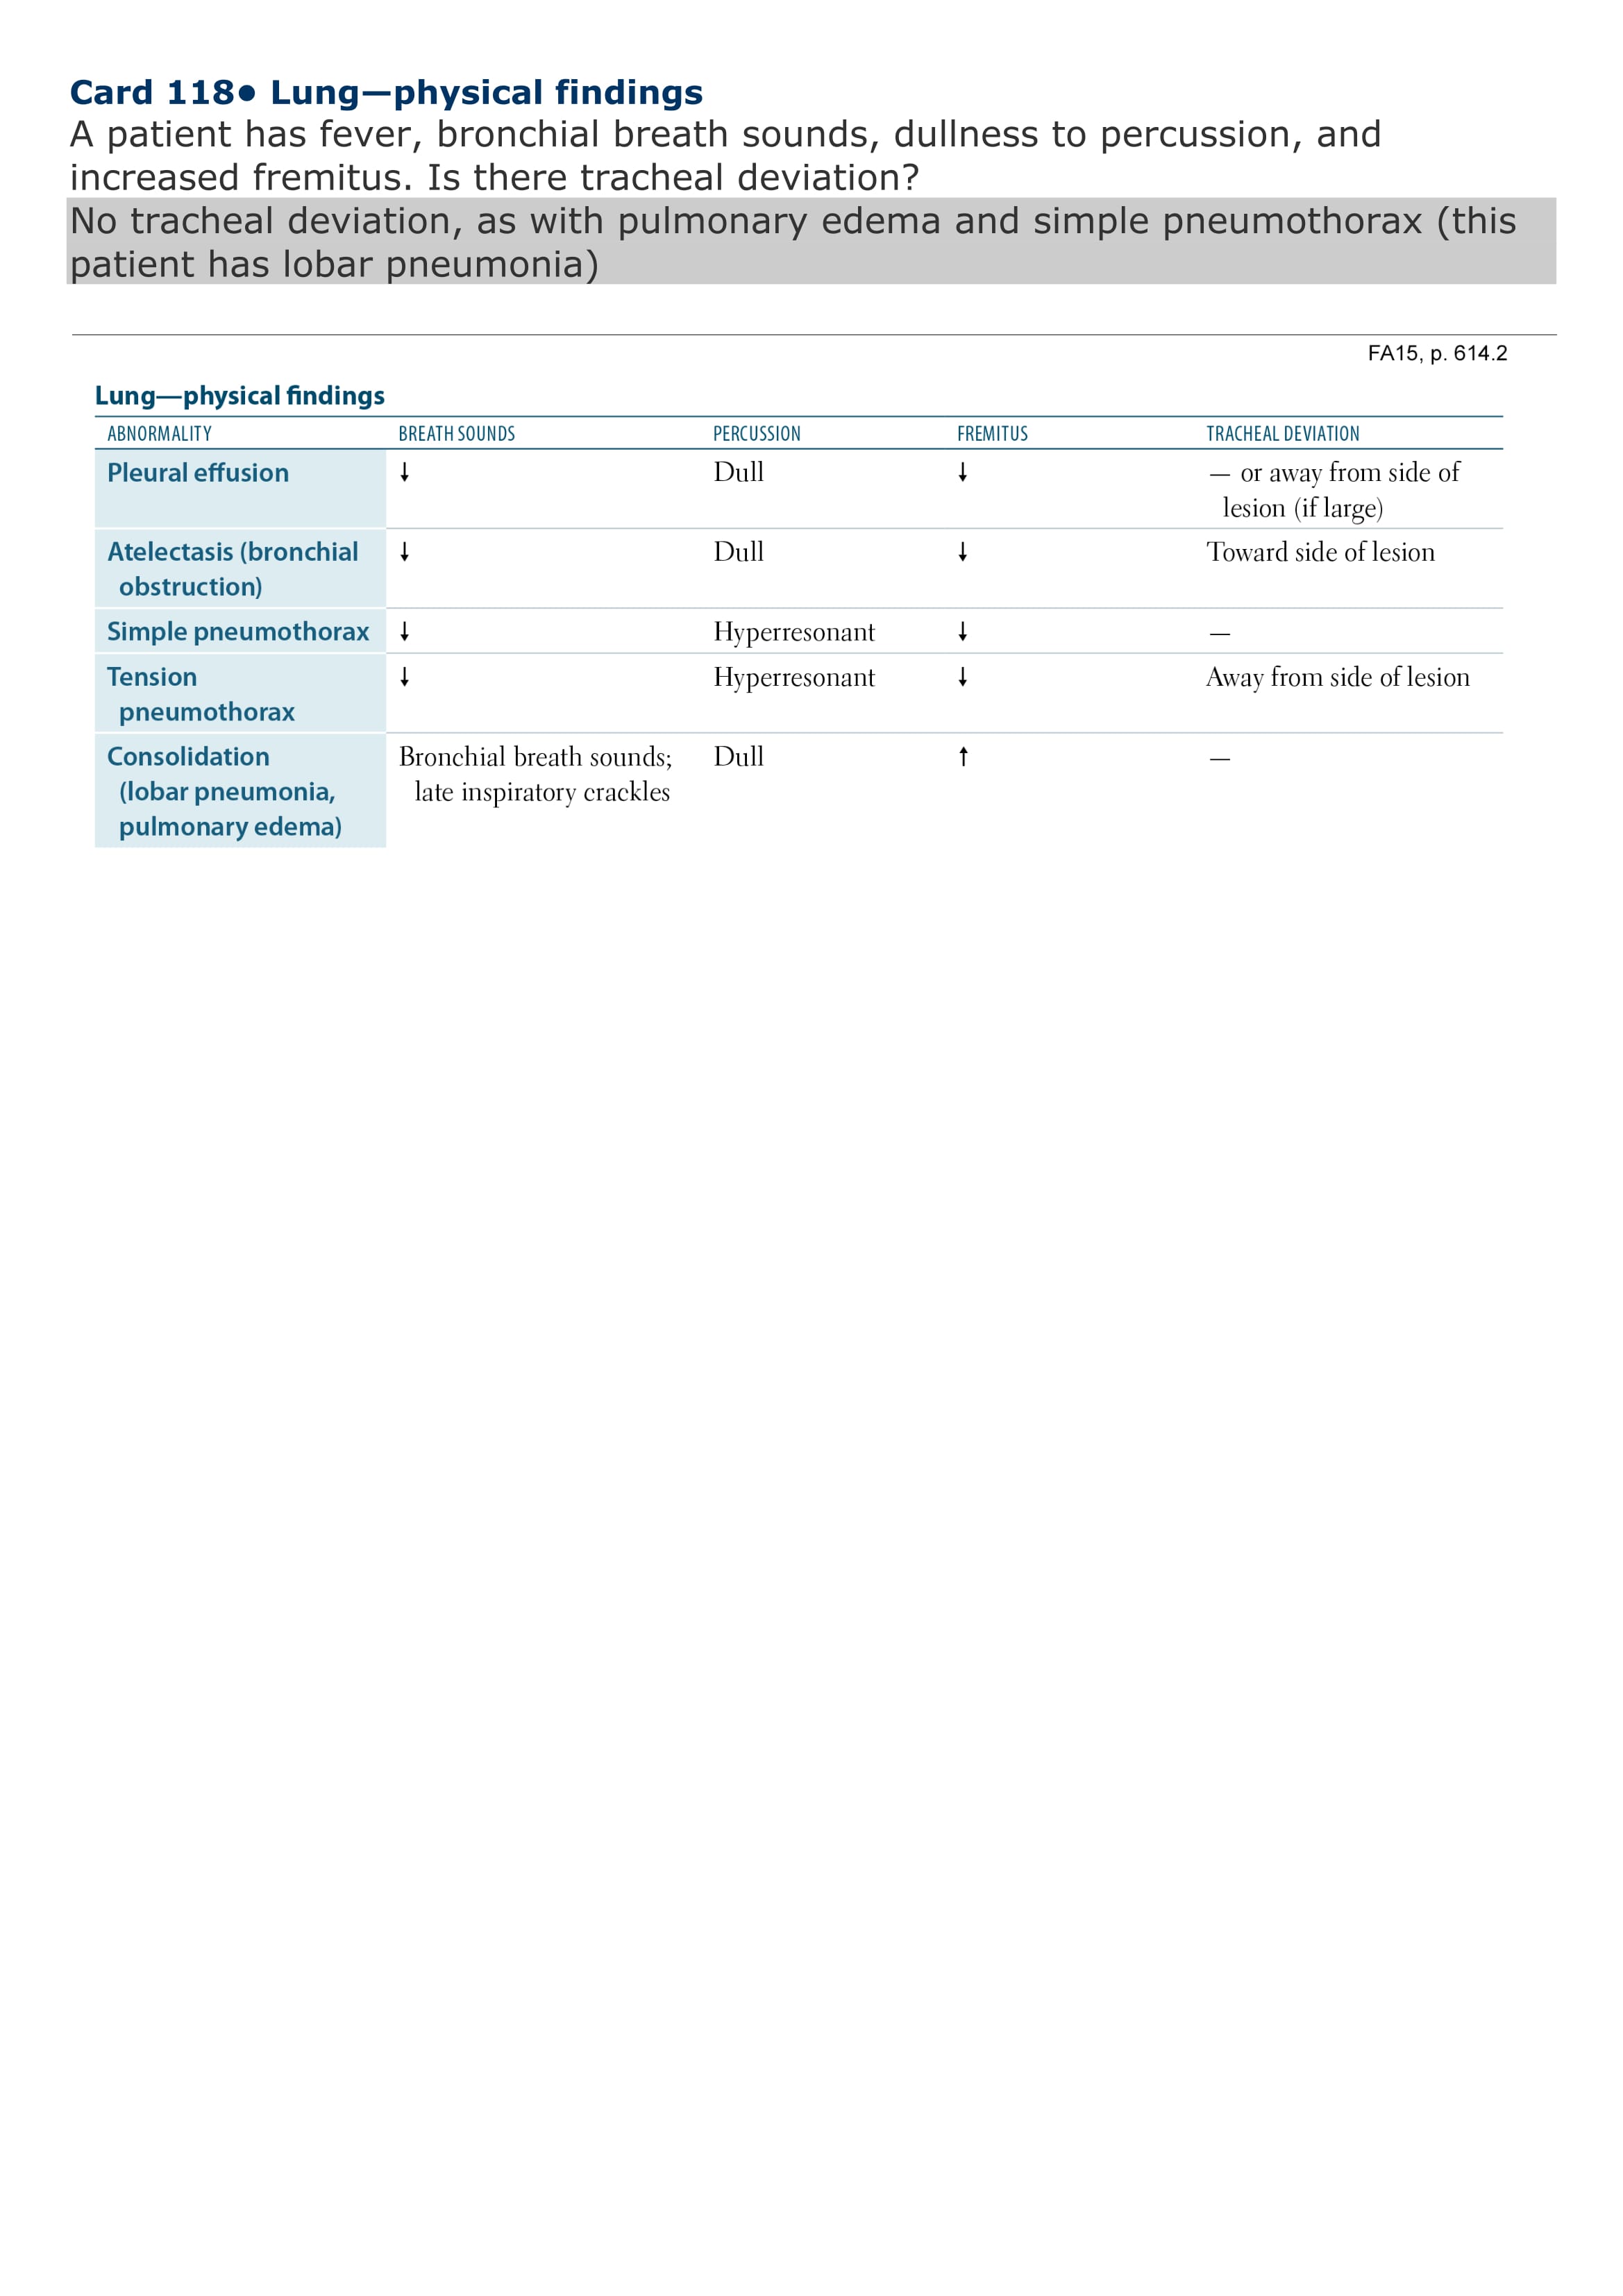 Card 118● Lung—physical findings
A patient has fever, bronchial breath sounds, dullness to percussion, and
increased fremitus. Is there tracheal deviation?
No tracheal deviation, as with pulmonary edema and simple pneumothorax (this
patient has lobar pneumonia)
FA15, p. 614.2
Lung—physical findings
ABNORMALITY BREATH SOUNDS PERCUSSION FREMITUS TRACHEAL DEVIATION
Pleural effusion ↓ Dull ↓ — or away from side of
lesion (if large)
Atelectasis (bronchial ↓ Dull ↓ Toward side of lesion
obstruction)
Simple pneumothorax ↓ Hyperresonant ↓ —
Tension ↓ Hyperresonant ↓ Away from side of lesion
pneumothorax
Consolidation Bronchial breath sounds; Dull ↑ —
(lobar pneumonia, late inspiratory crackles
pulmonary edema)